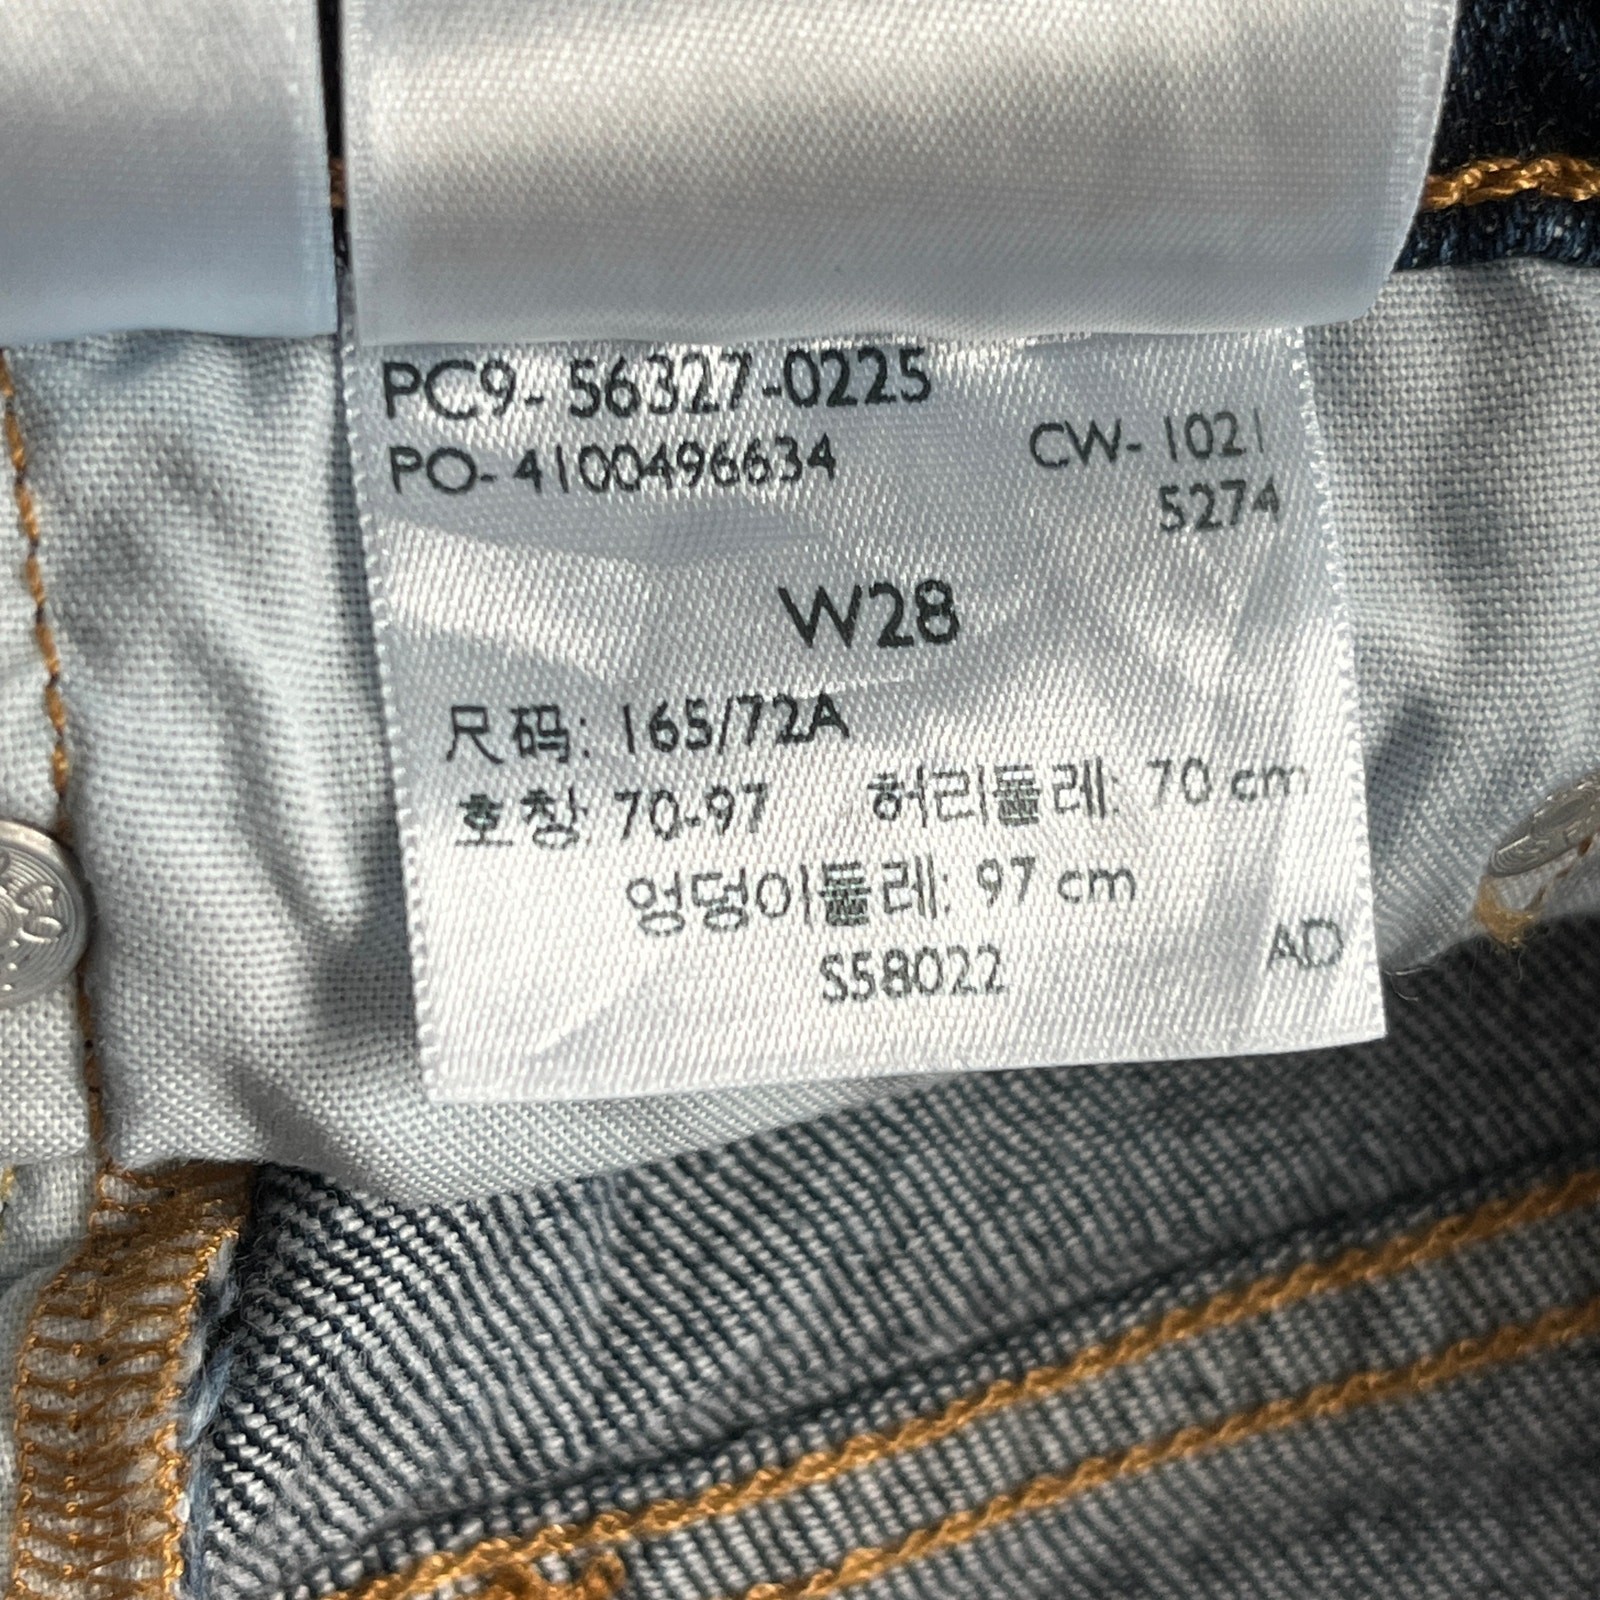 PC9- 56327-0225
PO- 4100496634
CW- 1021
5274
W28
尺码: 165/72A
호창 70-97 허리둘레: 70 cm
엉덩이둘레: 97 cm
S58022
AD